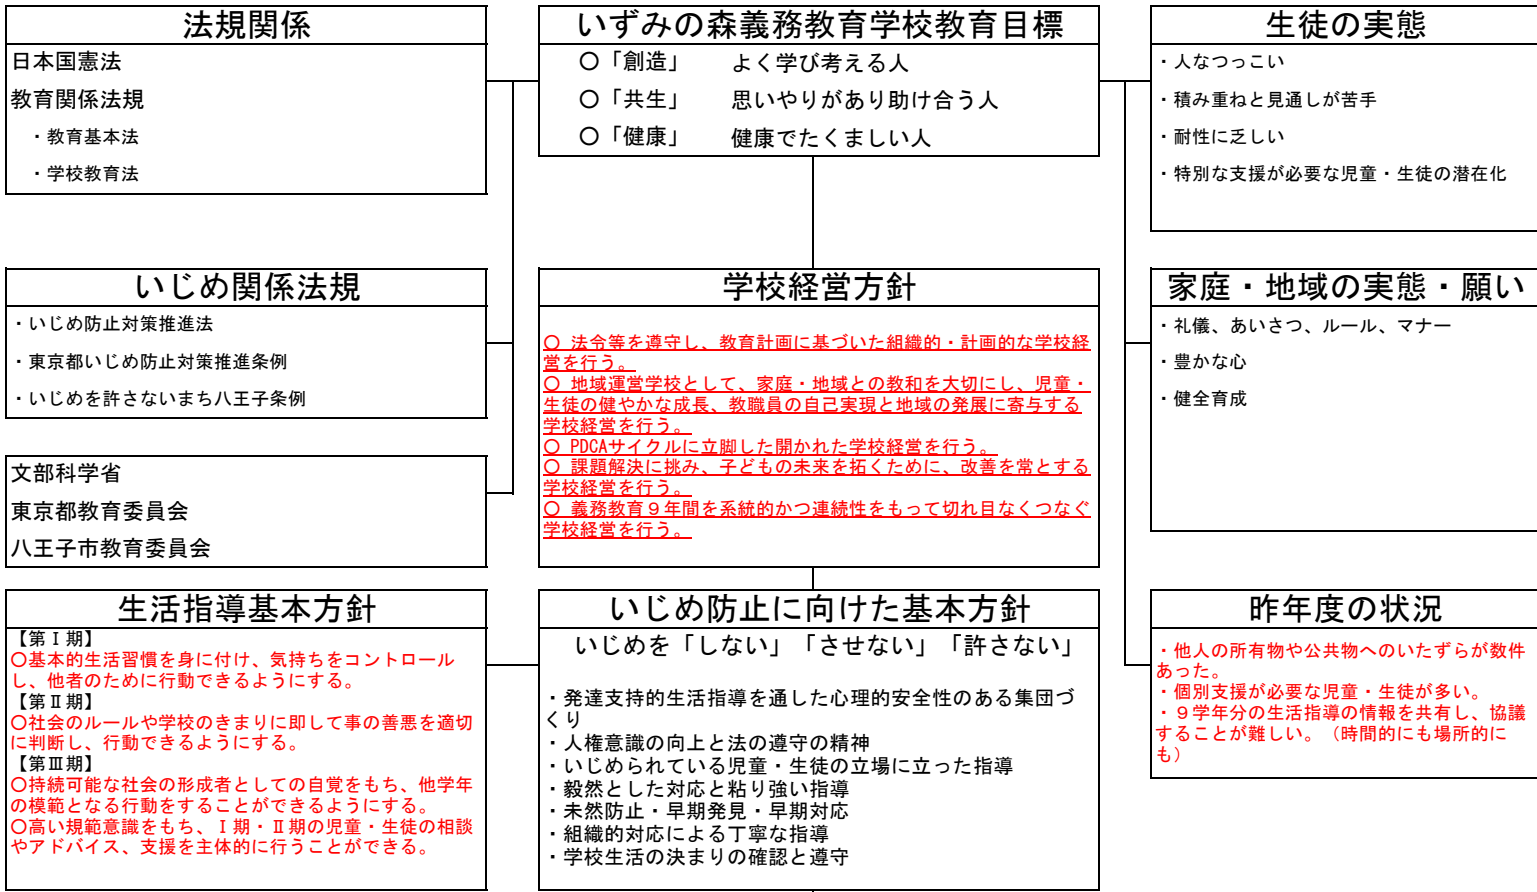 法規関係
日本国憲法
教育関係法規
・教育基本法
・学校教育法
いずみの森義務教育学校教育目標
〇「創造」　　よく学び考える人
〇「共生」　　思いやりがあり助け合う人
〇「健康」　　健康でたくましい人
生徒の実態
・人なつっこい
・積み重ねと見通しが苦手
・耐性に乏しい
・特別な支援が必要な児童・生徒の潜在化
いじめ関係法規
・いじめ防止対策推進法
・東京都いじめ防止対策推進条例
・いじめを許さないまち八王子条例
文部科学省
東京都教育委員会
八王子市教育委員会
学校経営方針
〇 法令等を遵守し、教育計画に基づいた組織的・計画的な学校経
営を行う。
〇 地域運営学校として、家庭・地域との教和を大切にし、児童・
生徒の健やかな成長、教職員の自己実現と地域の発展に寄与する
学校経営を行う。
〇 PDCAサイクルに立脚した開かれた学校経営を行う。
〇 課題解決に挑み、子どもの未来を拓くために、改善を常とする
学校経営を行う。
〇 義務教育９年間を系統的かつ連続性をもって切れ目なくつなぐ
学校経営を行う。
家庭・地域の実態・願い
・礼儀、あいさつ、ルール、マナー
・豊かな心
・健全育成
生活指導基本方針
【第Ⅰ期】
〇基本的生活習慣を身に付け、気持ちをコントロール
し、他者のために行動できるようにする。
【第Ⅱ期】
〇社会のルールや学校のきまりに即して事の善悪を適切
に判断し、行動できるようにする。
【第Ⅲ期】
〇持続可能な社会の形成者としての自覚をもち、他学年
の模範となる行動をすることができるようにする。
〇高い規範意識をもち、Ⅰ期・Ⅱ期の児童・生徒の相談
やアドバイス、支援を主体的に行うことができる。
いじめ防止に向けた基本方針
いじめを「しない」「させない」「許さない」
・発達支持的生活指導を通した心理的安全性のある集団づ
くり
・人権意識の向上と法の遵守の精神
・いじめられている児童・生徒の立場に立った指導
・毅然とした対応と粘り強い指導
・未然防止・早期発見・早期対応
・組織的対応による丁寧な指導
・学校生活の決まりの確認と遵守
昨年度の状況
・他人の所有物や公共物へのいたずらが数件
あった。
・個別支援が必要な児童・生徒が多い。
・９学年分の生活指導の情報を共有し、協議
することが難しい。（時間的にも場所的に
も）